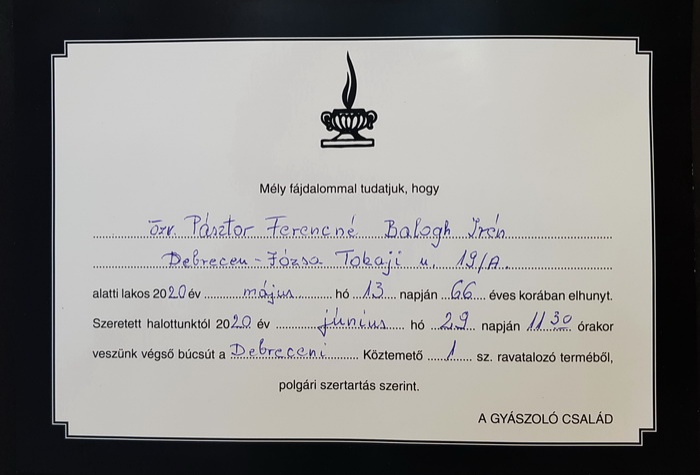 Mély fájdalommal tudatjuk, hogy
özv. Pásztor Ferencné Balogh Irén
Debrecen - Józsa Tokaji u. 19/A.
alatti lakos 2020 év május hó 13 napján 66 éves korában elhunyt.
Szeretett halottunktól 2020 év június hó 29 napján 11 30 órakor
veszünk végső búcsút a Debreceni Köztemető 1 sz. ravatalozó terméből,
polgári szertartás szerint.
A GYÁSZOLÓ CSALÁD